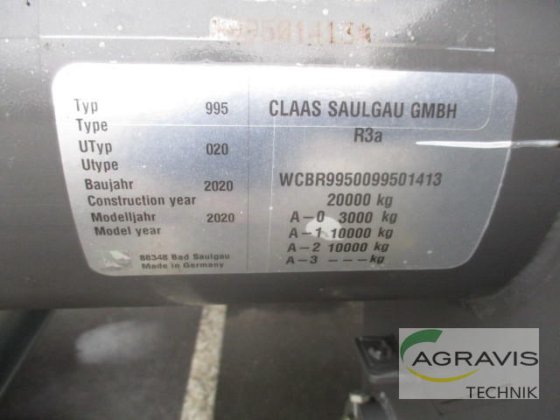 99501413
Typ 995 CLAAS SAULGAU GMBH
Type R3a
UTyp 020
Utype
Baujahr 2020 WCBR9950099501413
Construction year 20000 kg
Modelljahr 2020 A–0 3000 kg
Model year A–1 10000 kg
A–2 10000 kg
88348 Bad Saulgau A–3 –––kg
Made in Germany
AGRAVIS
TECHNIK